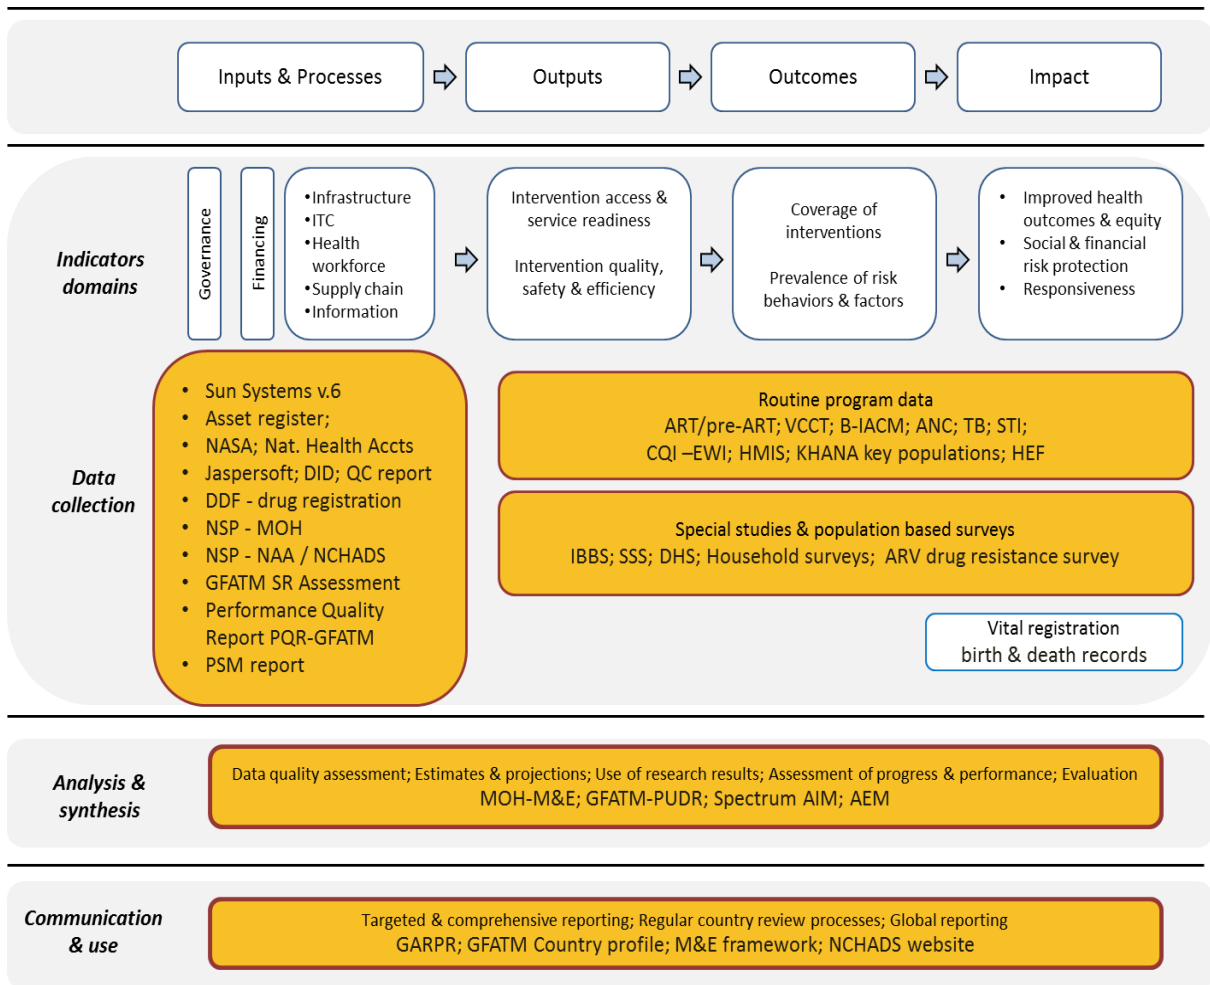 Inputs & Processes
Outputs
Outcomes
Impact
Indicators
domains
Governance
Financing
•Infrastructure
•ITC
•Health
workforce
•Supply chain
•Information
Intervention access &
service readiness
Intervention quality,
safety & efficiency
Coverage of
interventions
Prevalence of risk
behaviors & factors
• Improved health
outcomes & equity
• Social & financial
risk protection
• Responsiveness
Data
collection
• Sun Systems v.6
• Asset register;
• NASA; Nat. Health Accts
• Jaspersoft; DID; QC report
• DDF - drug registration
• NSP - MOH
• NSP - NAA / NCHADS
• GFATM SR Assessment
• Performance Quality
Report PQR-GFATM
• PSM report
Routine program data
ART/pre-ART; VCCT; B-IACM; ANC; TB; STI;
CQI –EWI; HMIS; KHANA key populations; HEF
Special studies & population based surveys
IBBS; SSS; DHS; Household surveys; ARV drug resistance survey
Vital registration
birth & death records
Analysis &
synthesis
Data quality assessment; Estimates & projections; Use of research results; Assessment of progress & performance; Evaluation
MOH-M&E; GFATM-PUDR; Spectrum AIM; AEM
Communication
& use
Targeted & comprehensive reporting; Regular country review processes; Global reporting
GARPR; GFATM Country profile; M&E framework; NCHADS website